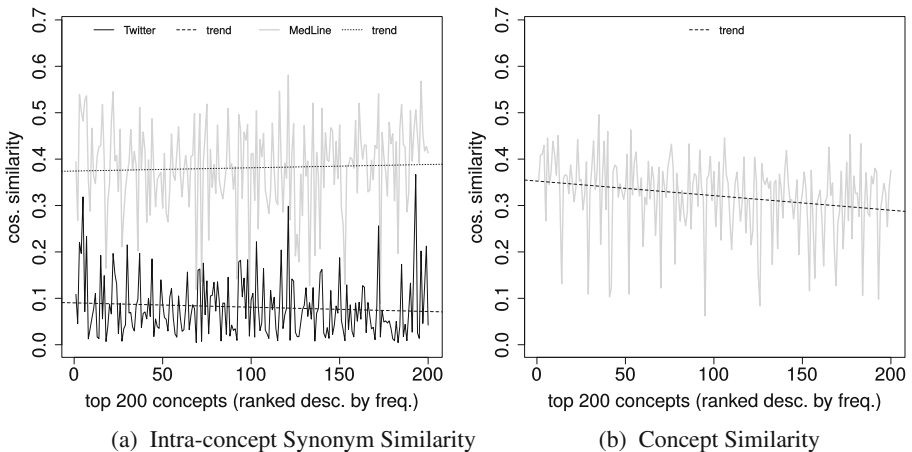 Twitter trend MedLine trend
cos. similarity
0.0 0.1 0.2 0.3 0.4 0.5 0.6 0.7
0 50 100 150 200
top 200 concepts (ranked desc. by freq.)
(a) Intra-concept Synonym Similarity
trend
cos. similarity
0.0 0.1 0.2 0.3 0.4 0.5 0.6 0.7
0 50 100 150 200
top 200 concepts (ranked desc. by freq.)
(b) Concept Similarity